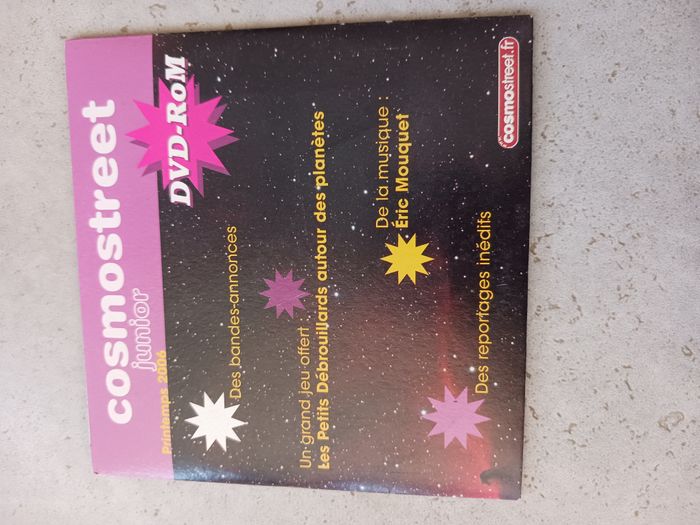 cosmostreet
junior
Printemps 2006
DVD-RoM
Des bandes-annonces
Un grand jeu offert :
Les Petits Débrouillards autour des planètes
De la musique :
Éric Mouquet
Des reportages inédits
cosmostreet.fr